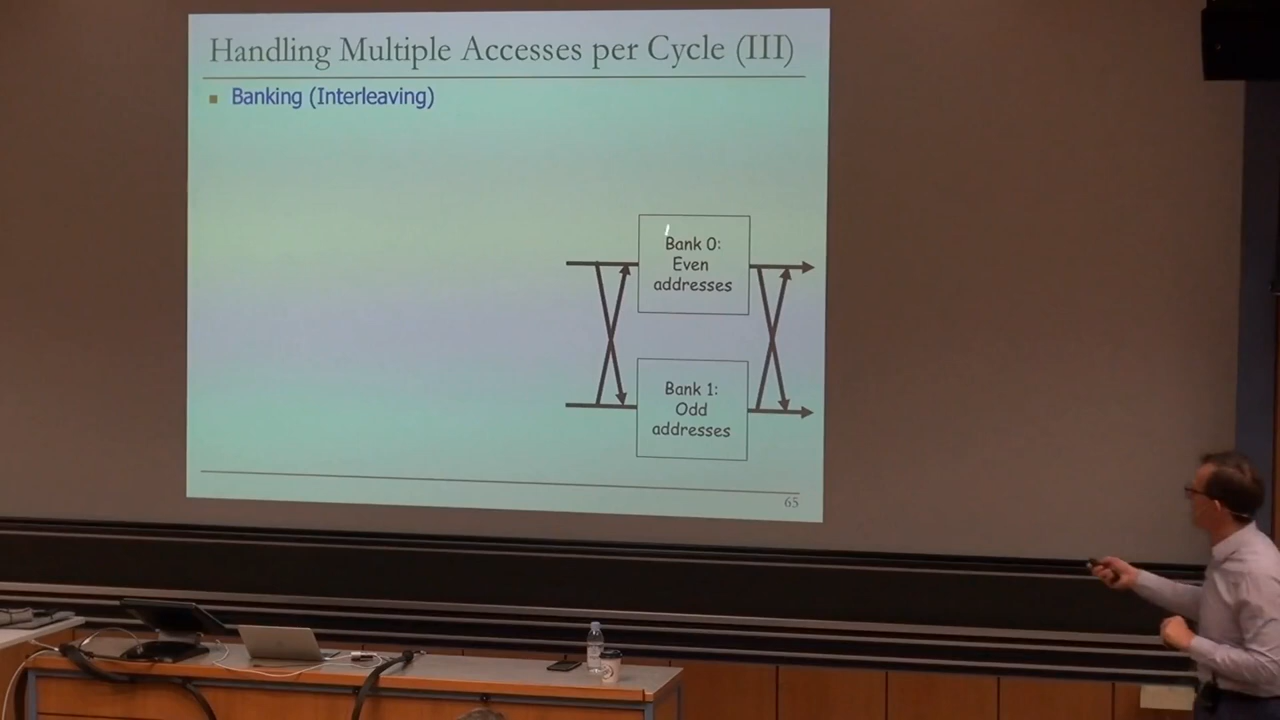 Handling Multiple Accesses per Cycle (III)
Banking (Interleaving)
Bank 0:
Even
addresses
Bank 1:
Odd
addresses
65